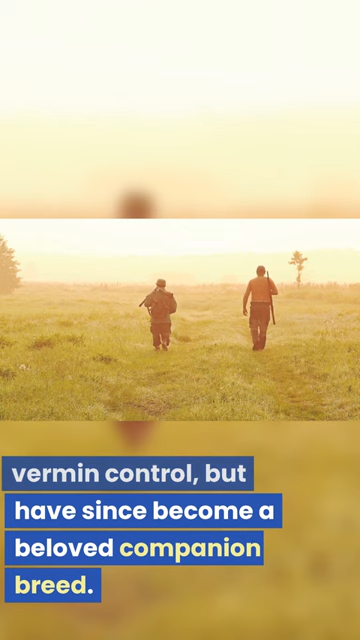 vermin control, but
have since become a
beloved companion
breed.